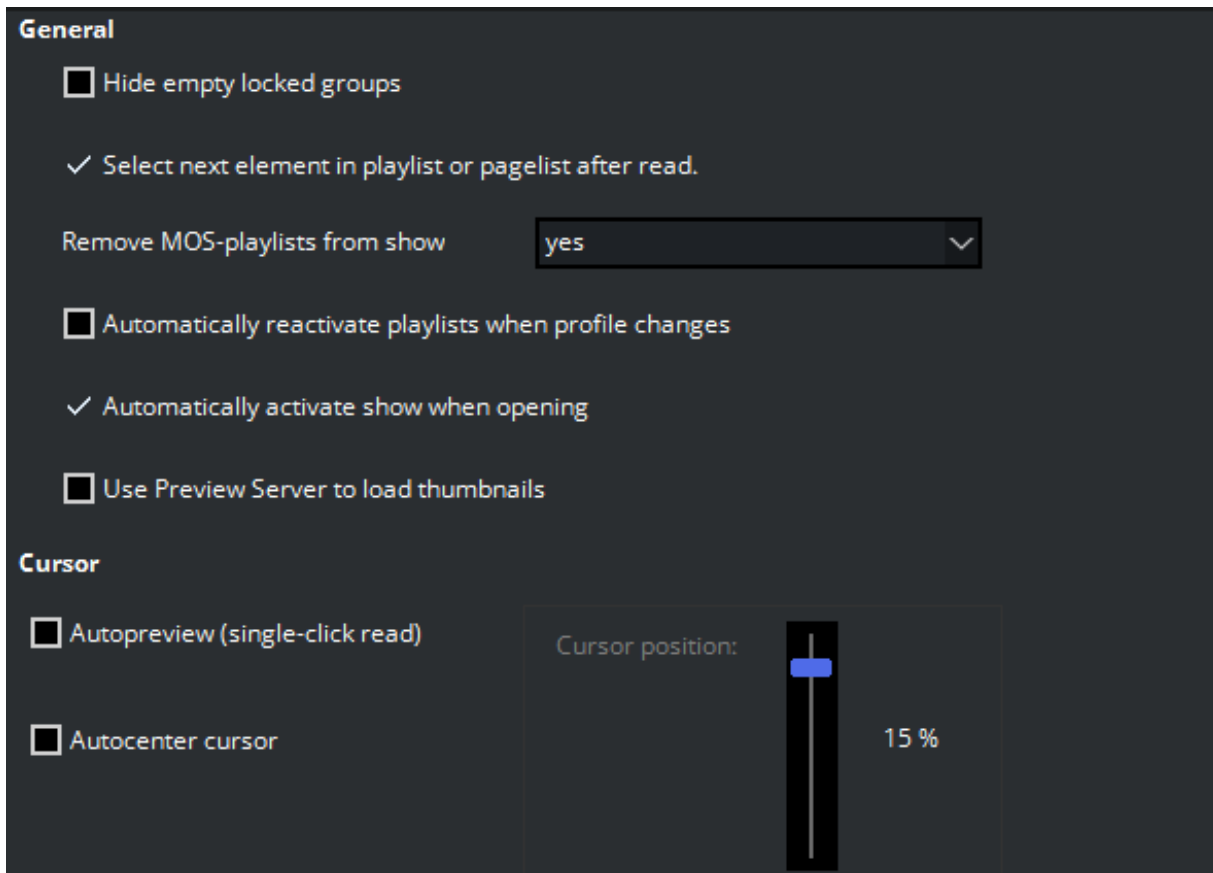 General
Hide empty locked groups
Select next element in playlist or pagelist after read.
Remove MOS-playlists from show yes
Automatically reactivate playlists when profile changes
Automatically activate show when opening
Use Preview Server to load thumbnails
Cursor
Autopreview (single-click read)
Cursor position:
Autocenter cursor
15 %